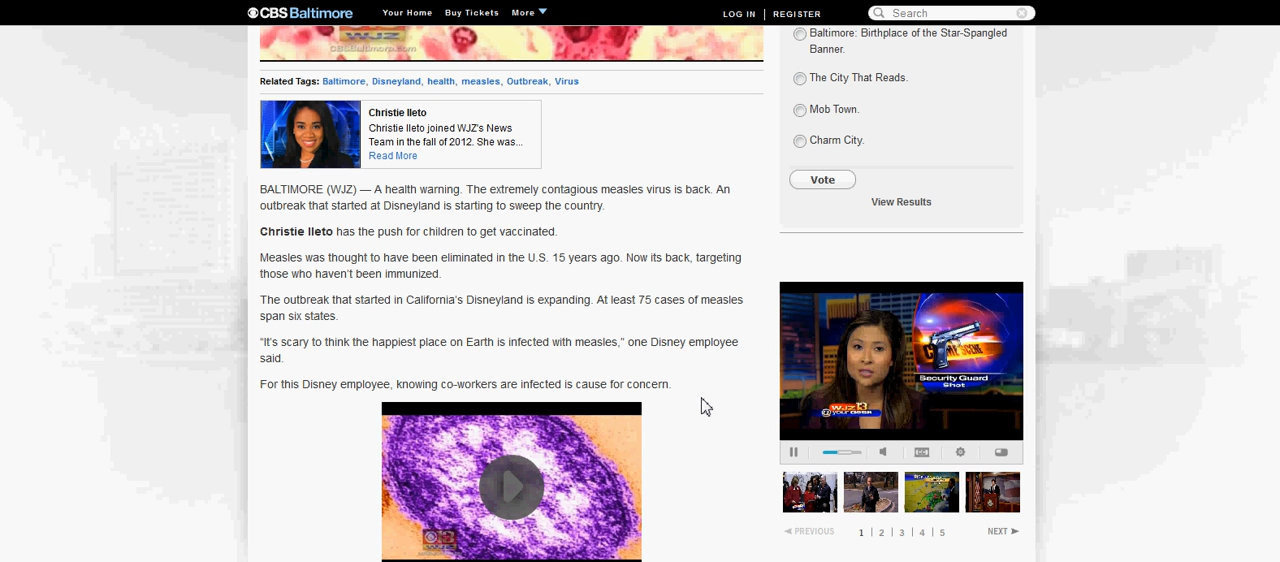 CBS Baltimore
Your Home Buy Tickets More
LOG IN | REGISTER
Search
WJZ
CBSBaltimore.com
Related Tags: Baltimore, Disneyland, health, measles, Outbreak, Virus
Christie Ileto
Christie Ileto joined WJZ's News
Team in the fall of 2012. She was...
Read More
BALTIMORE (WJZ) — A health warning. The extremely contagious measles virus is back. An
outbreak that started at Disneyland is starting to sweep the country.
Christie Ileto has the push for children to get vaccinated.
Measles was thought to have been eliminated in the U.S. 15 years ago. Now its back, targeting
those who haven't been immunized.
The outbreak that started in California's Disneyland is expanding. At least 75 cases of measles
span six states.
“It's scary to think the happiest place on Earth is infected with measles,” one Disney employee
said.
For this Disney employee, knowing co-workers are infected is cause for concern.
Baltimore: Birthplace of the Star-Spangled
Banner.
The City That Reads.
Mob Town.
Charm City.
Vote
View Results
Security Guard
Shot
WJZ 13
@ YOUR DESK
CC
PREVIOUS 1 | 2 | 3 | 4 | 5 NEXT